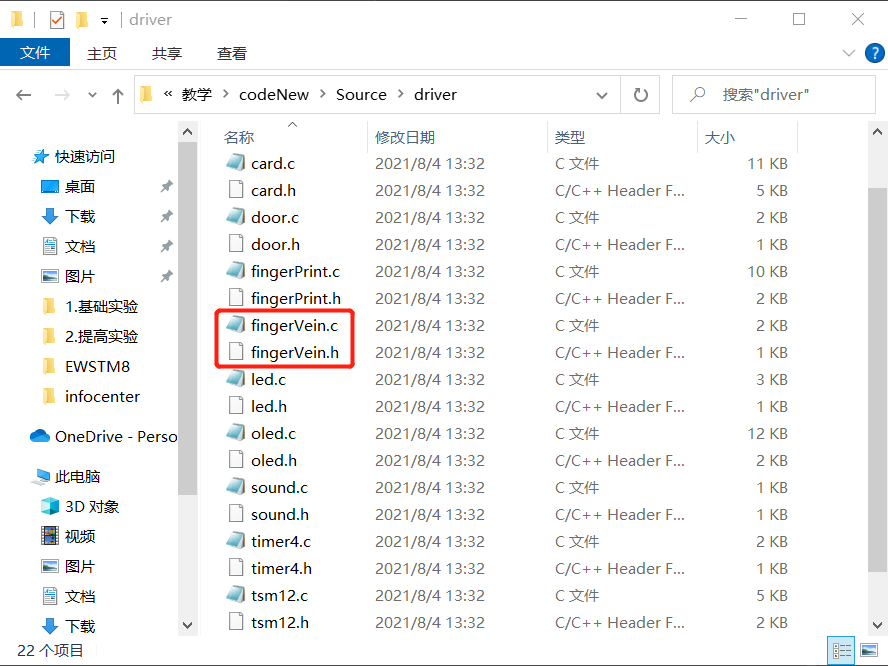 driver
文件 主页 共享 查看
« 教学 codeNew Source driver 搜索"driver"
名称 修改日期 类型 大小
快速访问
桌面
下载
文档
图片
1.基础实验
2.提高实验
EWSTM8
infocenter
OneDrive - Perso
此电脑
3D 对象
视频
图片
文档
下载
card.c 2021/8/4 13:32 C 文件 11 KB
card.h 2021/8/4 13:32 C/C++ Header F... 5 KB
door.c 2021/8/4 13:32 C 文件 2 KB
door.h 2021/8/4 13:32 C/C++ Header F... 1 KB
fingerPrint.c 2021/8/4 13:32 C 文件 10 KB
fingerPrint.h 2021/8/4 13:32 C/C++ Header F... 2 KB
fingerVein.c 2021/8/4 13:32 C 文件 2 KB
fingerVein.h 2021/8/4 13:32 C/C++ Header F... 1 KB
led.c 2021/8/4 13:32 C 文件 3 KB
led.h 2021/8/4 13:32 C/C++ Header F... 1 KB
oled.c 2021/8/4 13:32 C 文件 12 KB
oled.h 2021/8/4 13:32 C/C++ Header F... 2 KB
sound.c 2021/8/4 13:32 C 文件 1 KB
sound.h 2021/8/4 13:32 C/C++ Header F... 1 KB
timer4.c 2021/8/4 13:32 C 文件 2 KB
timer4.h 2021/8/4 13:32 C/C++ Header F... 1 KB
tsm12.c 2021/8/4 13:32 C 文件 5 KB
tsm12.h 2021/8/4 13:32 C/C++ Header F... 2 KB
22 个项目